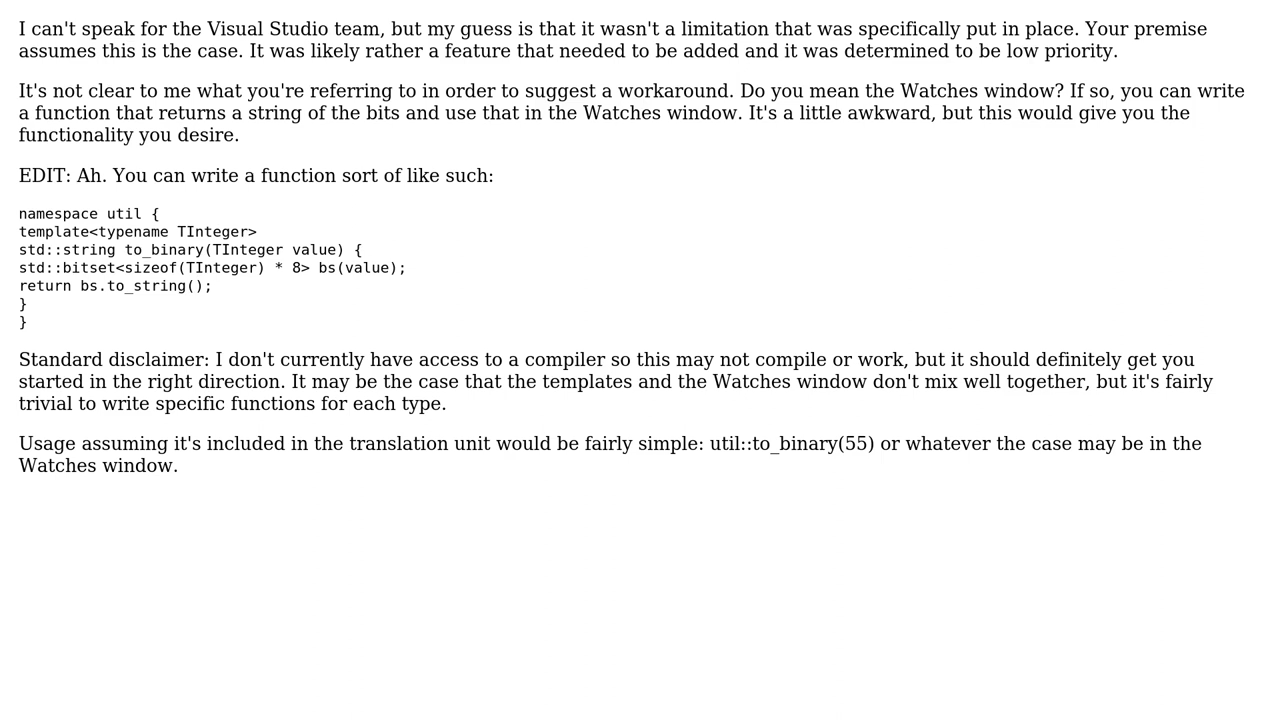 I can't speak for the Visual Studio team, but my guess is that it wasn't a limitation that was specifically put in place. Your premise
assumes this is the case. It was likely rather a feature that needed to be added and it was determined to be low priority.
It's not clear to me what you're referring to in order to suggest a workaround. Do you mean the Watches window? If so, you can write
a function that returns a string of the bits and use that in the Watches window. It's a little awkward, but this would give you the
functionality you desire.
EDIT: Ah. You can write a function sort of like such:
namespace util {
template<typename TInteger>
std::string to_binary(TInteger value) {
std::bitset<sizeof(TInteger) * 8> bs(value);
return bs.to_string();
}
}
Standard disclaimer: I don't currently have access to a compiler so this may not compile or work, but it should definitely get you
started in the right direction. It may be the case that the templates and the Watches window don't mix well together, but it's fairly
trivial to write specific functions for each type.
Usage assuming it's included in the translation unit would be fairly simple: util::to_binary(55) or whatever the case may be in the
Watches window.